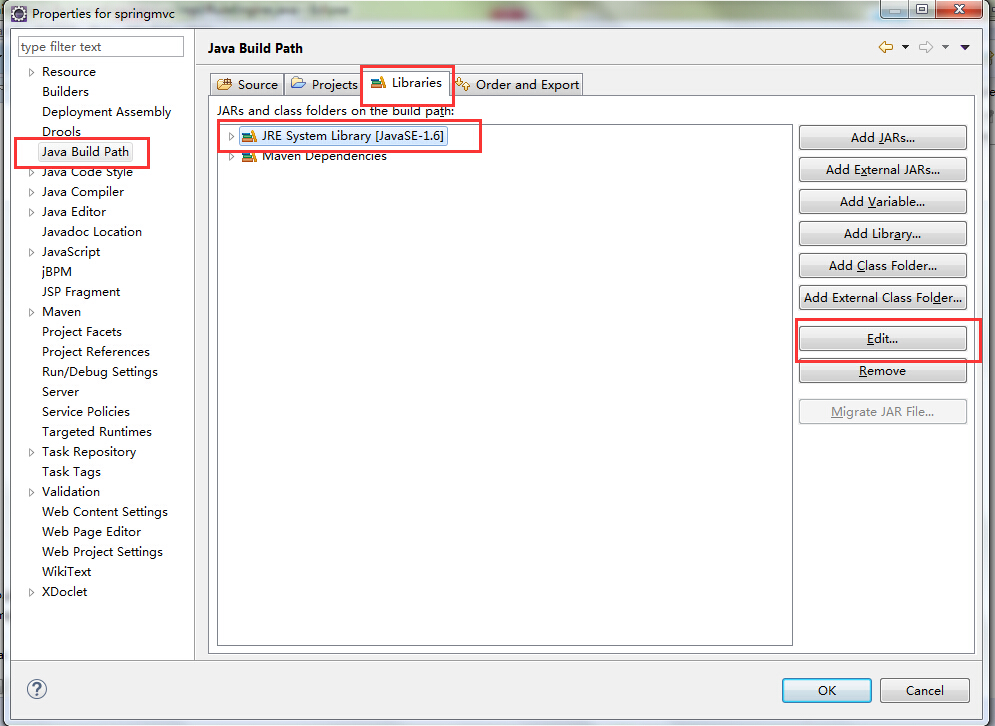 Properties for springmvc
type filter text
Resource
Builders
Deployment Assembly
Drools
Java Build Path
Java Code Style
Java Compiler
Java Editor
Javadoc Location
JavaScript
jBPM
JSP Fragment
Maven
Project Facets
Project References
Run/Debug Settings
Server
Service Policies
Targeted Runtimes
Task Repository
Task Tags
Validation
Web Content Settings
Web Page Editor
Web Project Settings
WikiText
XDoclet
Java Build Path
Source Projects Libraries Order and Export
JARs and class folders on the build path:
JRE System Library [JavaSE-1.6]
Maven Dependencies
Add JARs...
Add External JARs...
Add Variable...
Add Library...
Add Class Folder...
Add External Class Folder...
Edit...
Remove
Migrate JAR File...
OK Cancel